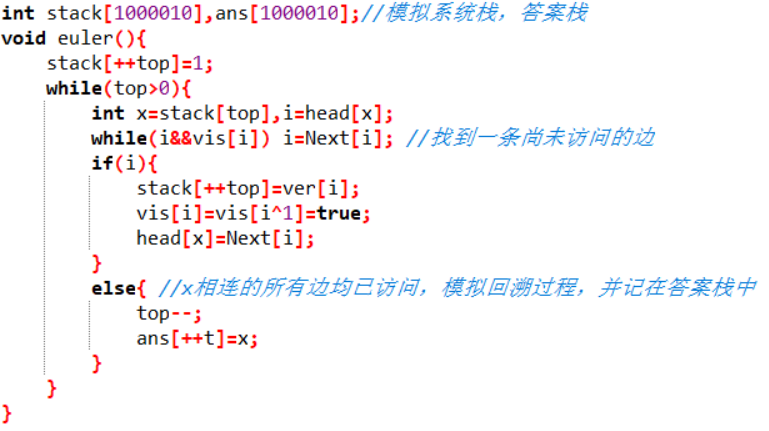 int stack[1000010],ans[1000010];//模拟系统栈，答案栈
void euler(){
    stack[++top]=1;
    while(top>0){
        int x=stack[top],i=head[x];
        while(i&&vis[i]) i=Next[i]; //找到一条尚未访问的边
        if(i){
            stack[++top]=ver[i];
            vis[i]=vis[i^1]=true;
            head[x]=Next[i];
        }
        else{ //x相连的所有边均已访问，模拟回溯过程，并记在答案栈中
            top--;
            ans[++t]=x;
        }
    }
}